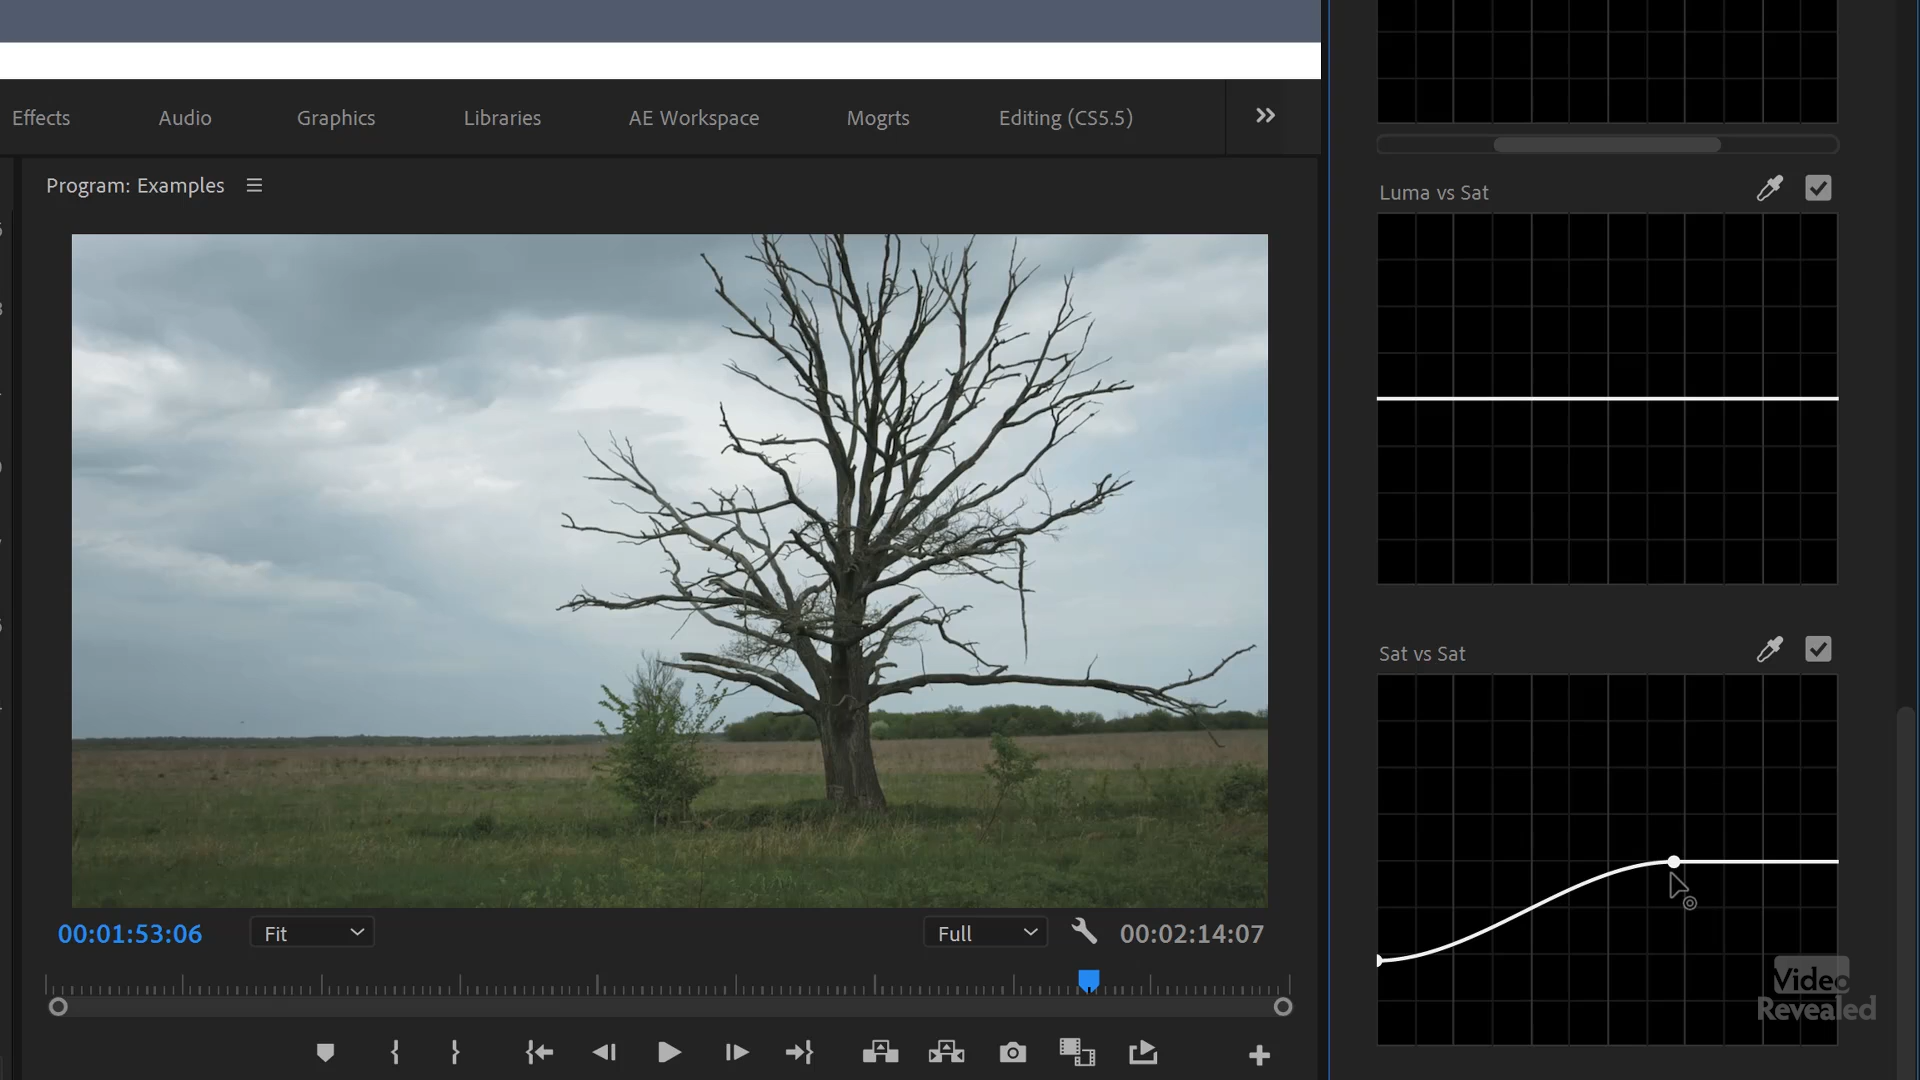 Effects Audio Graphics Libraries AE Workspace Mogrts Editing (CS5.5)
Program: Examples
Luma vs Sat
Sat vs Sat
00:01:53:06 Fit Full 00:02:14:07
Video
Revealed